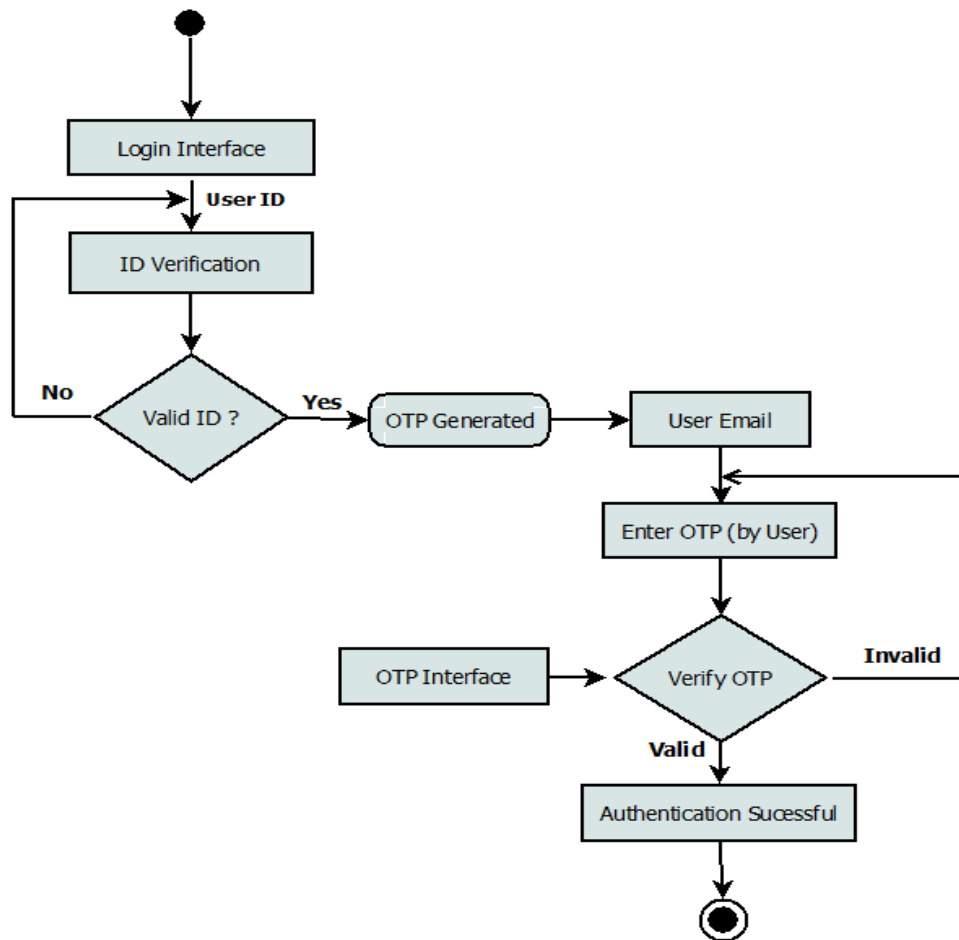 Login Interface
User ID
ID Verification
No
Valid ID ?
Yes
OTP Generated
User Email
Enter OTP (by User)
OTP Interface
Verify OTP
Invalid
Valid
Authentication Sucessful